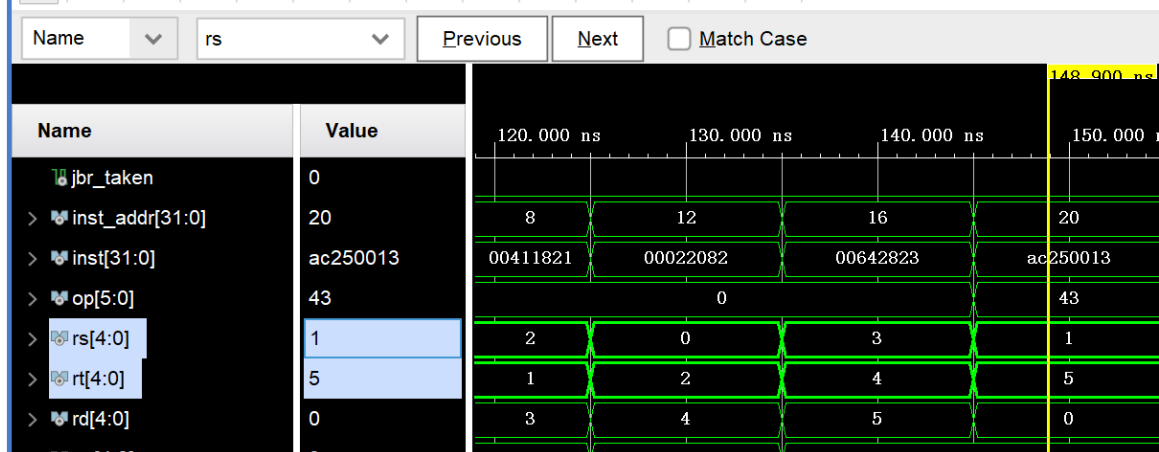 Name rs Previous Next Match Case
148.900 ns
Name Value 120.000 ns 130.000 ns 140.000 ns 150.000
jbr_taken 0
inst_addr[31:0] 20 8 12 16 20
inst[31:0] ac250013 00411821 00022082 00642823 ac250013
op[5:0] 43 0 43
rs[4:0] 1 2 0 3 1
rt[4:0] 5 1 2 4 5
rd[4:0] 0 3 4 5 0